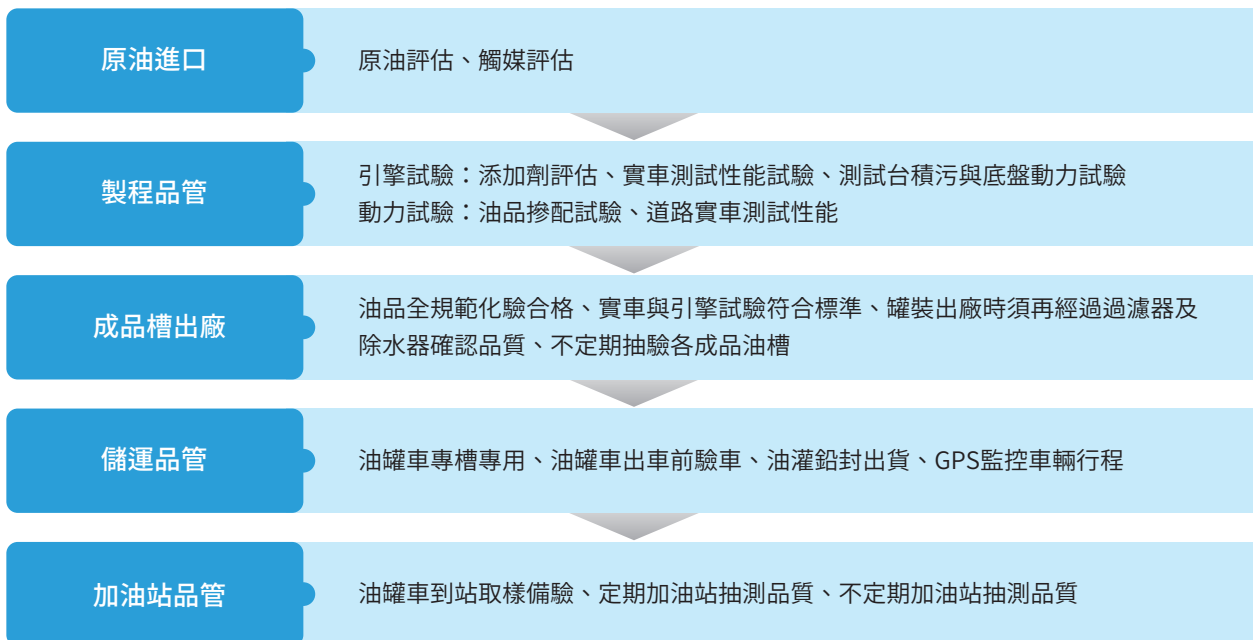 原油進口
原油評估、觸媒評估
製程品管
引擎試驗：添加劑評估、實車測試性能試驗、測試台積污與底盤動力試驗
動力試驗：油品摻配試驗、道路實車測試性能
成品槽出廠
油品全規範化驗合格、實車與引擎試驗符合標準、罐裝出廠時須再經過過濾器及
除水器確認品質、不定期抽驗各成品油槽
儲運品管
油罐車專槽專用、油罐車出車前驗車、油灌鉛封出貨、GPS監控車輛行程
加油站品管
油罐車到站取樣備驗、定期加油站抽測品質、不定期加油站抽測品質